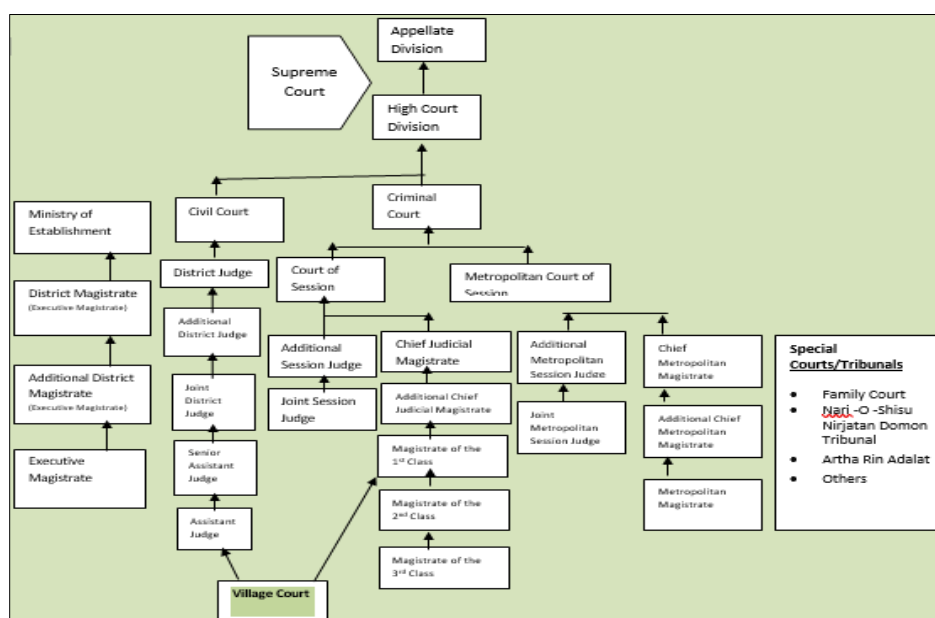 Appellate
Division
Supreme
Court
High Court
Division
Civil Court
Criminal
Court
Ministry of
Establishment
District Judge
Court of
Session
Metropolitan Court of
Session
District Magistrate
(Executive Magistrate)
Additional
District Judge
Additional
Session Judge
Chief Judicial
Magistrate
Additional
Metropolitan
Session Judge
Chief
Metropolitan
Magistrate
Special
Courts/Tribunals
• Family Court
• Nari -O -Shisu
Nirjatan Domon
Tribunal
• Artha Rin Adalat
• Others
Additional District
Magistrate
(Executive Magistrate)
Joint
District
Judge
Joint Session
Judge
Additional Chief
Judicial Magistrate
Joint
Metropolitan
Session Judge
Additional Chief
Metropolitan
Magistrate
Executive
Magistrate
Senior
Assistant
Judge
Magistrate of the
1st Class
Metropolitan
Magistrate
Assistant
Judge
Magistrate of the
2nd Class
Magistrate of the
3rd Class
Village Court